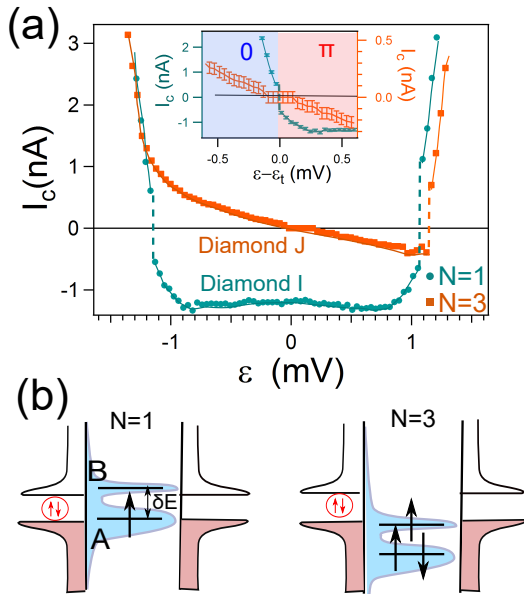 (a)
3
2
1
0
-1
I_c(nA)
-1
0
1
ε (mV)
Diamond J
Diamond I
N=1
N=3
0
π
2
1
0
-1
I_c (nA)
0.5
0.0
I_c (nA)
-0.5
0.0
0.5
ε-ε_t (mV)
(b)
N=1
N=3
B
δE
A